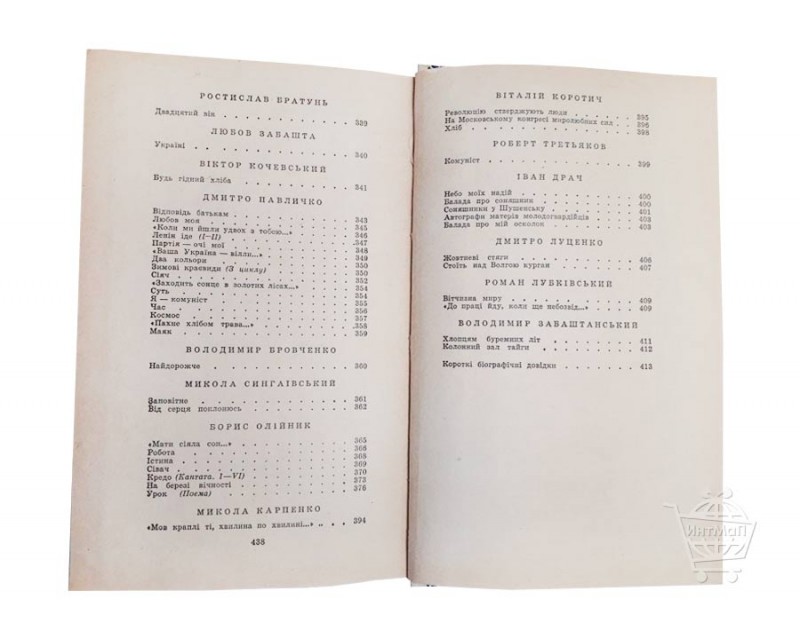 РОСТИСЛАВ БРАТУНЬ
Двадцятий вік . . . . . . . . . . . 339
ЛЮБОВ ЗАБАШТА
Україні . . . . . . . . . . . . . 340
ВІКТОР КОЧЕВСЬКИЙ
Будь гідний хліба . . . . . . . . . . 341
ДМИТРО ПАВЛИЧКО
Відповідь батькам . . . . . . . . . . 343
Любов моя . . . . . . . . . . . . 345
«Коли ми йшли удвох з тобою...» . . . . . . 346
Ленін іде (I—II) . . . . . . . . . . 347
Партія — очі мої . . . . . . . . . . 348
«Ваша Україна — вілли...» . . . . . . . 349
Два кольори . . . . . . . . . . . 350
Зимові краєвиди (З циклу) . . . . . . . 350
Сіяч . . . . . . . . . . . . . 352
«Заходить сонце в золотих лісах...» . . . . . 354
Суть . . . . . . . . . . . . . 354
Я — комуніст . . . . . . . . . . . 355
Час . . . . . . . . . . . . . . 356
Космос . . . . . . . . . . . . . 357
«Пахне хлібом трава...» . . . . . . . . 358
Маяк . . . . . . . . . . . . . 359
ВОЛОДИМИР БРОВЧЕНКО
Найдорожче . . . . . . . . . . . . 360
МИКОЛА СИНГАЇВСЬКИЙ
Заповітне . . . . . . . . . . . . 361
Від серця поклонюсь . . . . . . . . . 362
БОРИС ОЛІЙНИК
«Мати сіяла сон...» . . . . . . . . . 365
Робота . . . . . . . . . . . . . 366
Істина . . . . . . . . . . . . . 368
Сівач . . . . . . . . . . . . . 369
Кредо (Кантата. I—VI) . . . . . . . . . 370
На березі вічності . . . . . . . . . 373
Урок (Поема) . . . . . . . . . . . 376
МИКОЛА КАРПЕНКО
«Мов краплі ті, хвилина по хвилині...» . . . . 394
438
ВІТАЛІЙ КОРОТИЧ
Революцію стверджують люди . . . . . . . 395
На Московському конгресі миролюбних сил . . . 396
Хліб . . . . . . . . . . . . . 398
РОБЕРТ ТРЕТЬЯКОВ
Комуніст . . . . . . . . . . . . 399
ІВАН ДРАЧ
Небо моїх надій . . . . . . . . . . 400
Балада про соняшник . . . . . . . . . 400
Соняшники у Шушенську . . . . . . . . 401
Автографи матерів молодогвардійців . . . . . 403
Балада про мій осколок . . . . . . . . 403
ДМИТРО ЛУЦЕНКО
Жовтневі стяги . . . . . . . . . . 406
Стоїть над Волгою курган . . . . . . . 407
РОМАН ЛУБКІВСЬКИЙ
Вітчизна миру . . . . . . . . . . . 409
«До праці йду, коли ще небозвід...» . . . . . 409
ВОЛОДИМИР ЗАБАШТАНСЬКИЙ
Хлопцям буремних літ . . . . . . . . . 411
Колонний зал тайги . . . . . . . . . 412
Короткі біографічні довідки . . . . . . . 413
ИнтМаП